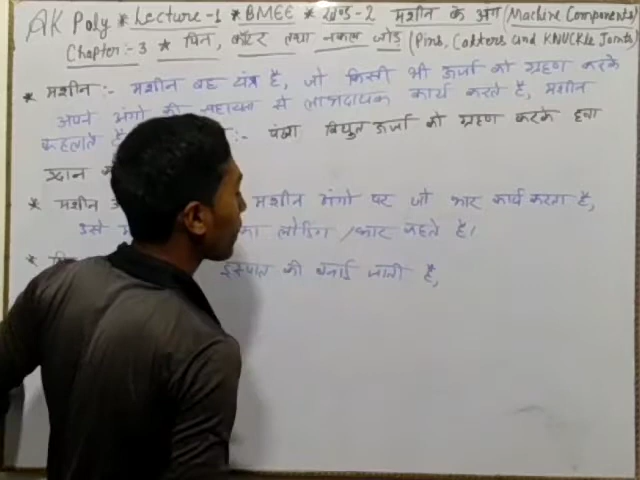 AK Poly * Lecture-1 * BMEE * खण्ड-2 मशीन के अंग (Machine Components)
Chapter:-3 * पिन, कॉटर तथा नकल जोड़ (Pins, Cotters and KNUCKLE Joints)
* मशीन :- मशीन वह यंत्र है, जो किसी भी ऊर्जा को ग्रहण करके
अपने अंगो की सहायता से लाभदायक कार्य करते है, मशीन
कहलाते है :- पंखा विद्युत ऊर्जा को ग्रहण करके हवा
प्रदान
* मशीन मशीन अंगो पर जो भार कार्य करता है,
उसे का लोडिंग /भार कहते है।
* इस्पात की बनाई जाती है,